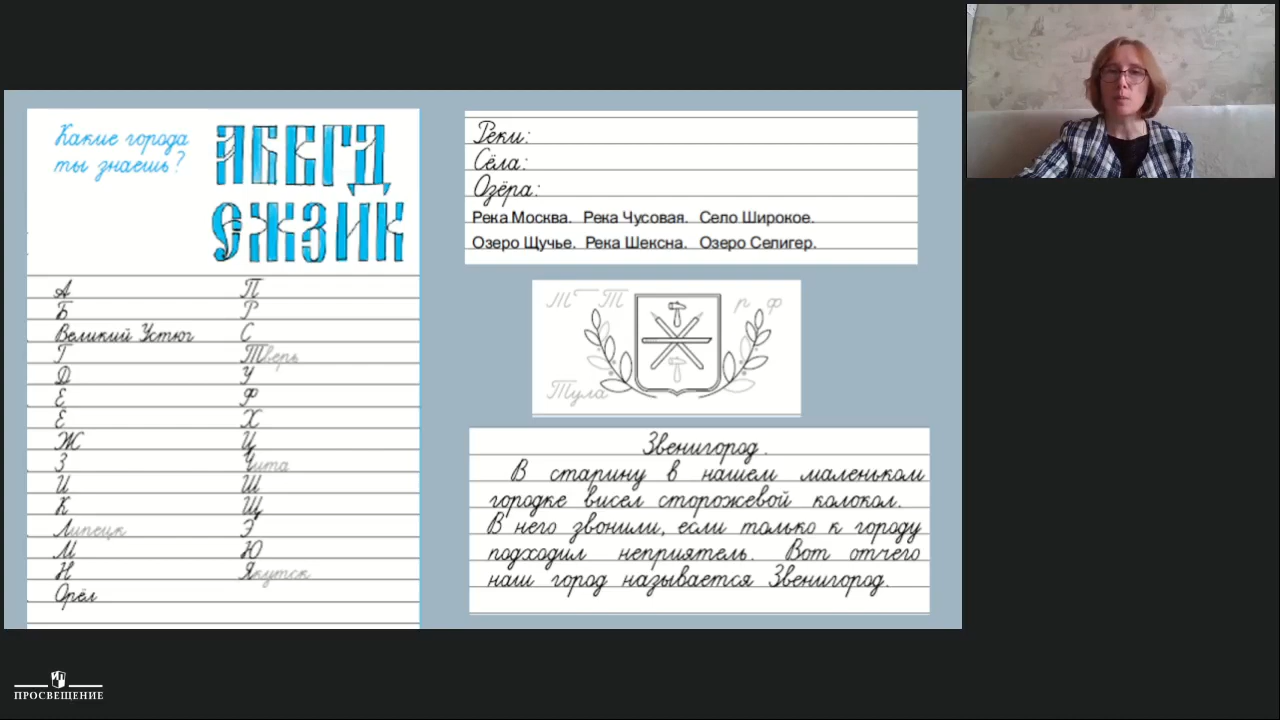 Какие города
ты знаешь?
АБВГД
ЕЖЗИК
А
Б
Великий Устюг
Г
Д
Е
Ё
Ж
З
И
К
Липецк
М
Н
Орёл
П
Р
С
Тверь
У
Ф
Х
Ц
Чита
Ш
Щ
Э
Ю
Якутск
Реки:
Сёла:
Озёра:
Река Москва. Река Чусовая. Село Широкое.
Озеро Щучье. Река Шексна. Озеро Селигер.
Т Т р ф
Тула
Звенигород.
В старину в нашем маленьком
городке висел сторожевой колокол.
В него звонили, если только к городу
подходил неприятель. Вот отчего
наш город называется Звенигород.
ПРОСВЕЩЕНИЕ